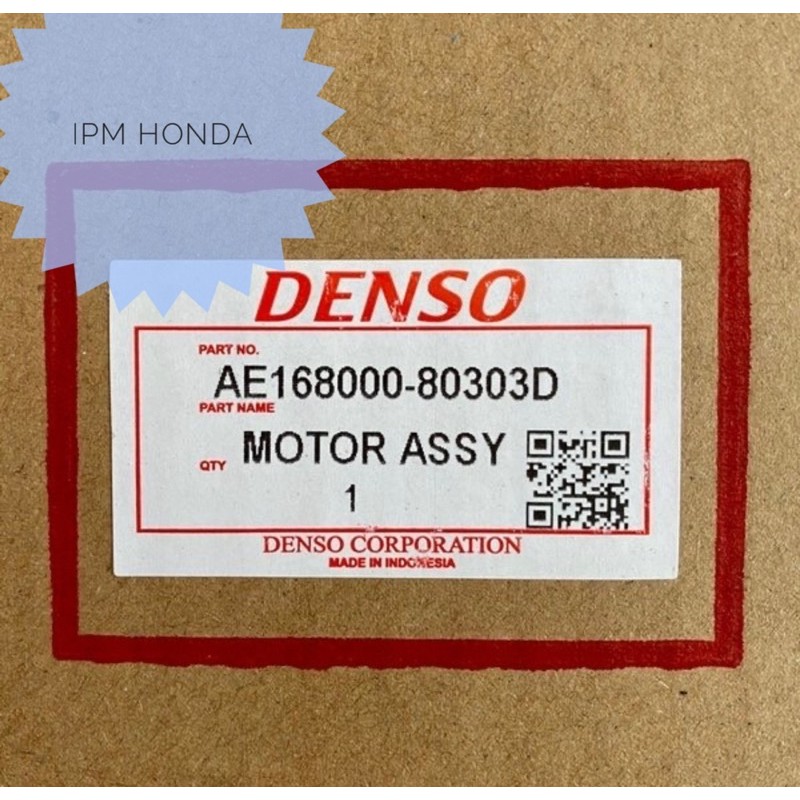 IPM HONDA
DENSO
PART NO.
AE168000-80303D
PART NAME
MOTOR ASSY
QTY
1
DENSO CORPORATION
MADE IN INDONESIA